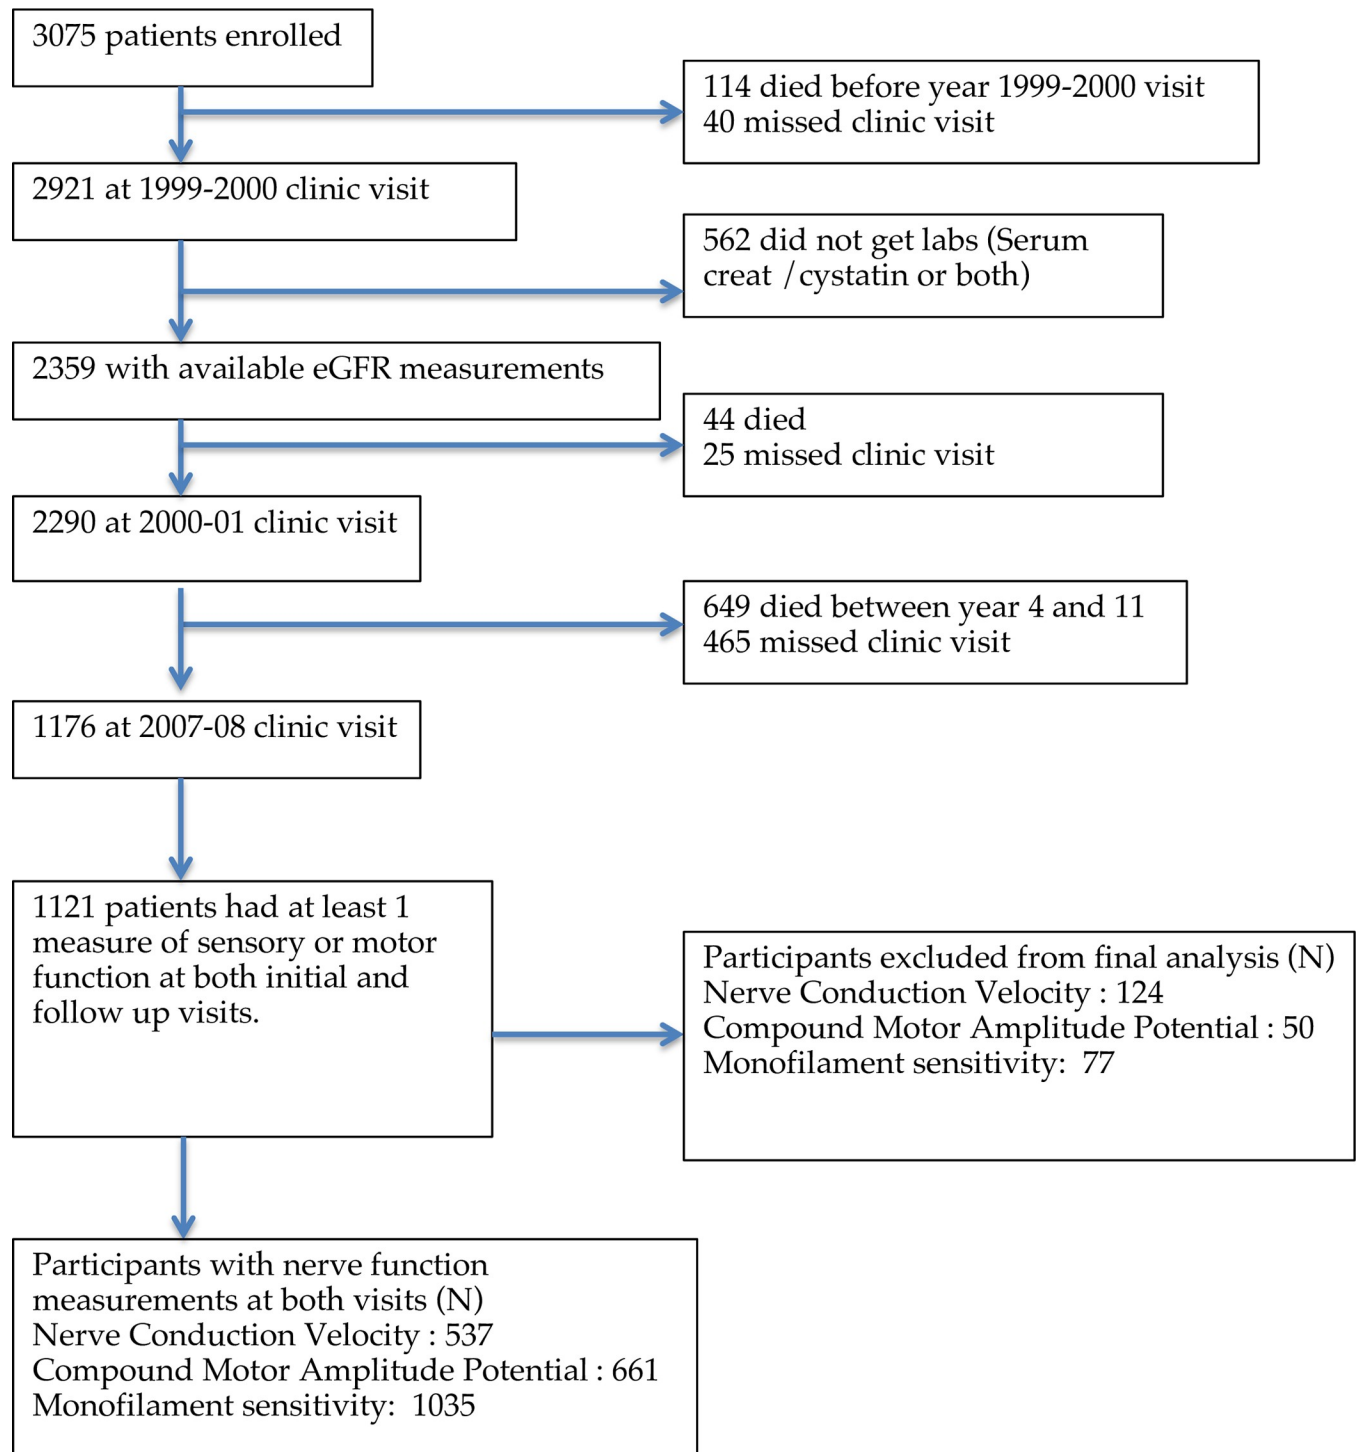 3075 patients enrolled
114 died before year 1999-2000 visit
40 missed clinic visit
2921 at 1999-2000 clinic visit
562 did not get labs (Serum
creat /cystatin or both)
2359 with available eGFR measurements
44 died
25 missed clinic visit
2290 at 2000-01 clinic visit
649 died between year 4 and 11
465 missed clinic visit
1176 at 2007-08 clinic visit
1121 patients had at least 1
measure of sensory or motor
function at both initial and
follow up visits.
Participants excluded from final analysis (N)
Nerve Conduction Velocity : 124
Compound Motor Amplitude Potential : 50
Monofilament sensitivity:  77
Participants with nerve function
measurements at both visits (N)
Nerve Conduction Velocity : 537
Compound Motor Amplitude Potential : 661
Monofilament sensitivity:  1035